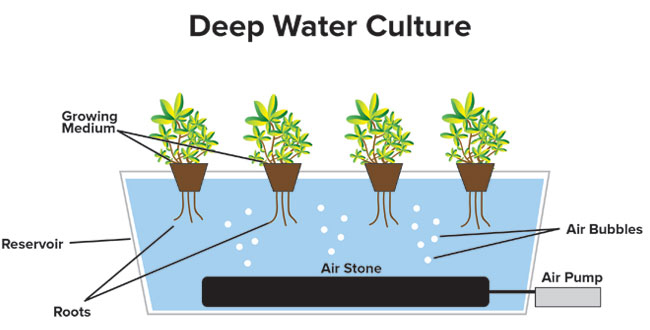 Deep Water Culture
Growing
Medium
Reservoir
Air Bubbles
Air Stone
Air Pump
Roots